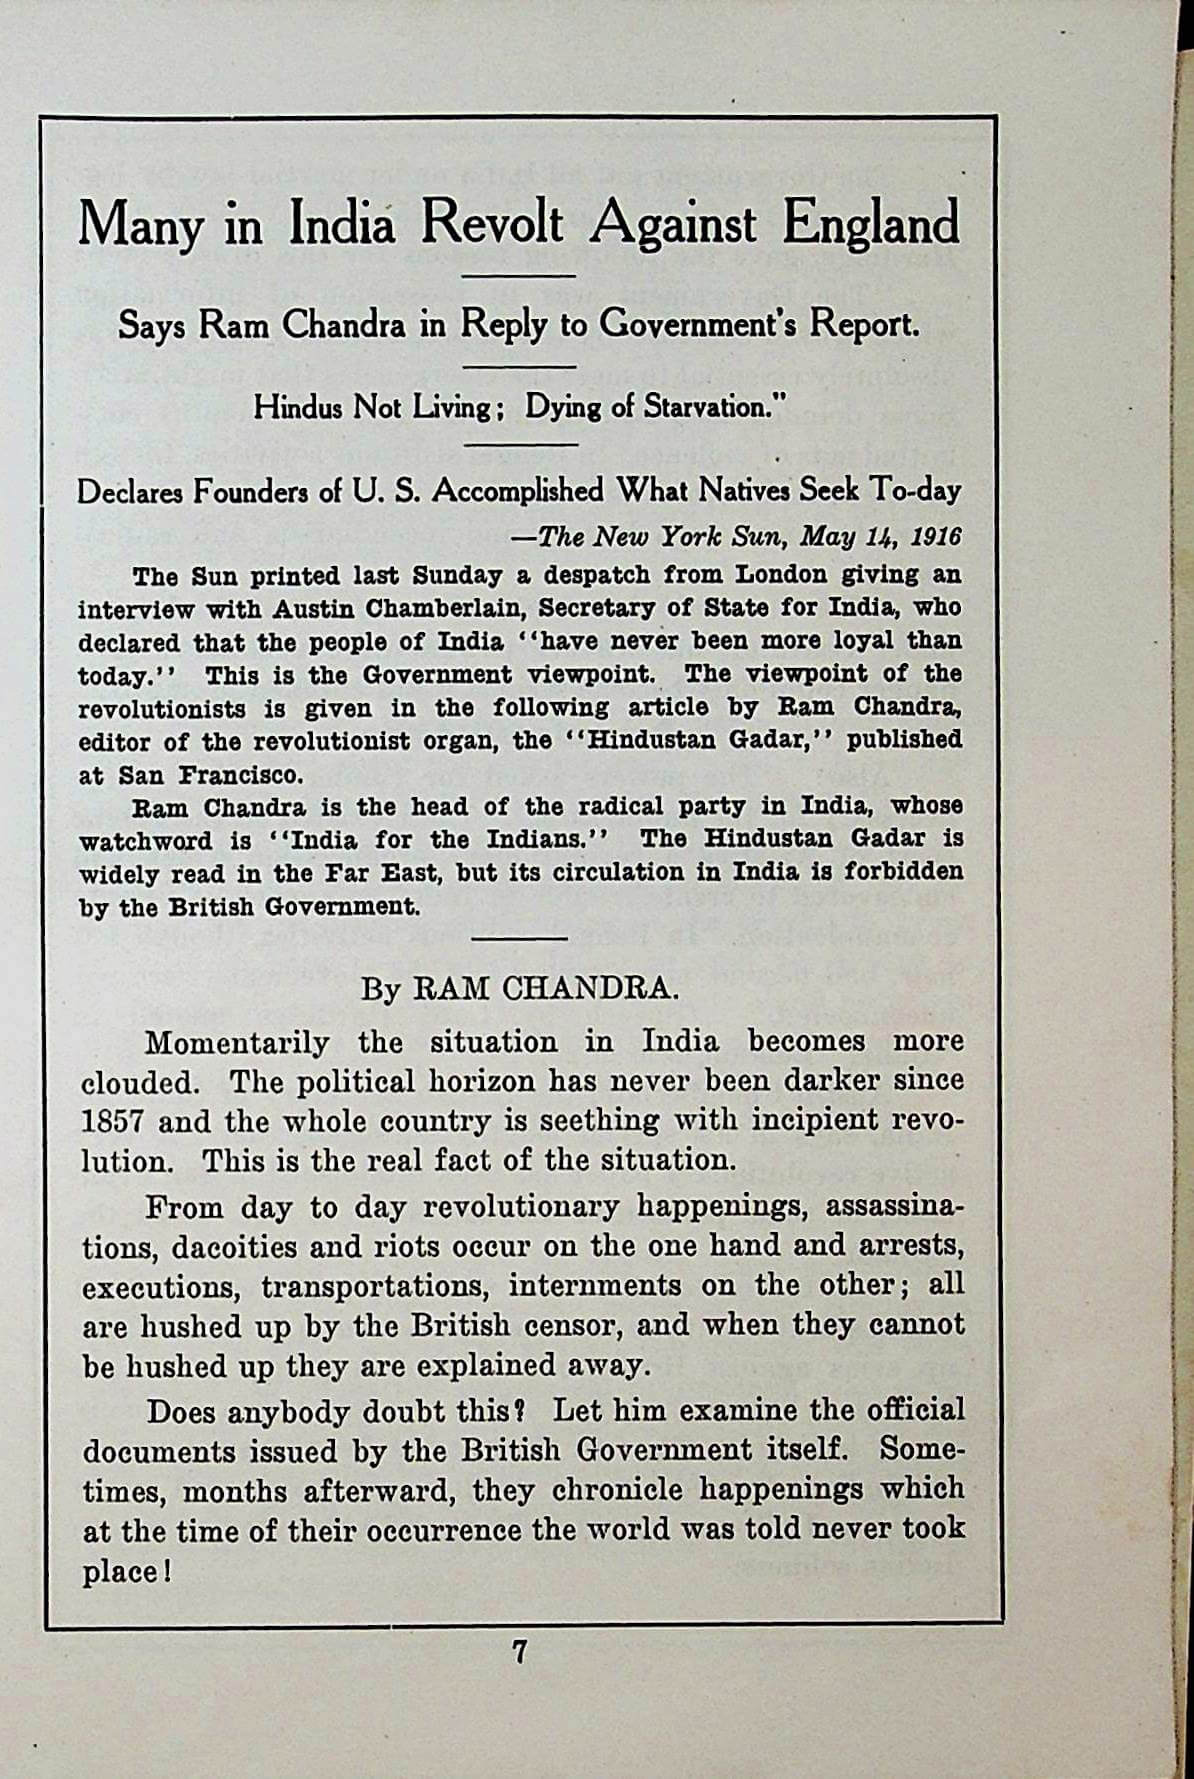 Many in India Revolt Against England
Says Ram Chandra in Reply to Government's Report.
Hindus Not Living; Dying of Starvation."
Declares Founders of U. S. Accomplished What Natives Seek To-day
—The New York Sun, May 14, 1916
The Sun printed last Sunday a despatch from London giving an
interview with Austin Chamberlain, Secretary of State for India, who
declared that the people of India ''have never been more loyal than
today.'' This is the Government viewpoint. The viewpoint of the
revolutionists is given in the following article by Ram Chandra,
editor of the revolutionist organ, the ''Hindustan Gadar,'' published
at San Francisco.
Ram Chandra is the head of the radical party in India, whose
watchword is ''India for the Indians.'' The Hindustan Gadar is
widely read in the Far East, but its circulation in India is forbidden
by the British Government.
By RAM CHANDRA.
Momentarily the situation in India becomes more
clouded. The political horizon has never been darker since
1857 and the whole country is seething with incipient revo-
lution. This is the real fact of the situation.
From day to day revolutionary happenings, assassina-
tions, dacoities and riots occur on the one hand and arrests,
executions, transportations, internments on the other; all
are hushed up by the British censor, and when they cannot
be hushed up they are explained away.
Does anybody doubt this? Let him examine the official
documents issued by the British Government itself. Some-
times, months afterward, they chronicle happenings which
at the time of their occurrence the world was told never took
place!
7